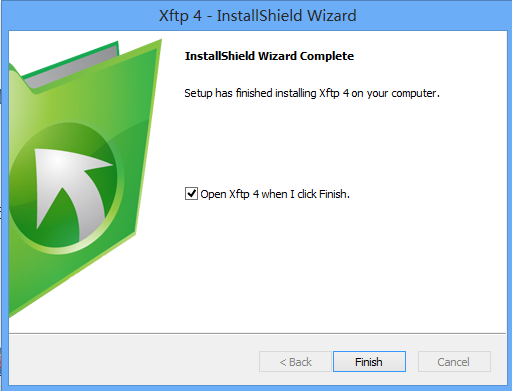 Xftp 4 - InstallShield Wizard
InstallShield Wizard Complete
Setup has finished installing Xftp 4 on your computer.
Open Xftp 4 when I click Finish.
< Back
Finish
Cancel